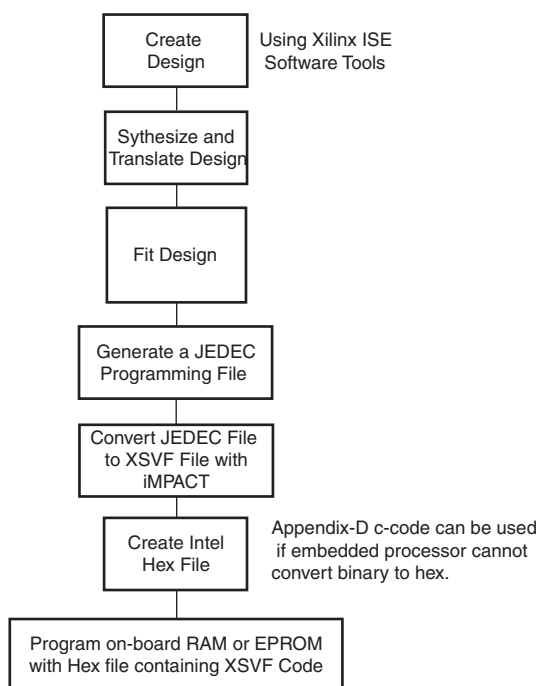 Create
Design
Using Xilinx ISE
Software Tools
Sythesize and
Translate Design
Fit Design
Generate a JEDEC
Programming File
Convert JEDEC File
to XSVF File with
iMPACT
Create Intel
Hex File
Appendix-D c-code can be used
if embedded processor cannot
convert binary to hex.
Program on-board RAM or EPROM
with Hex file containing XSVF Code